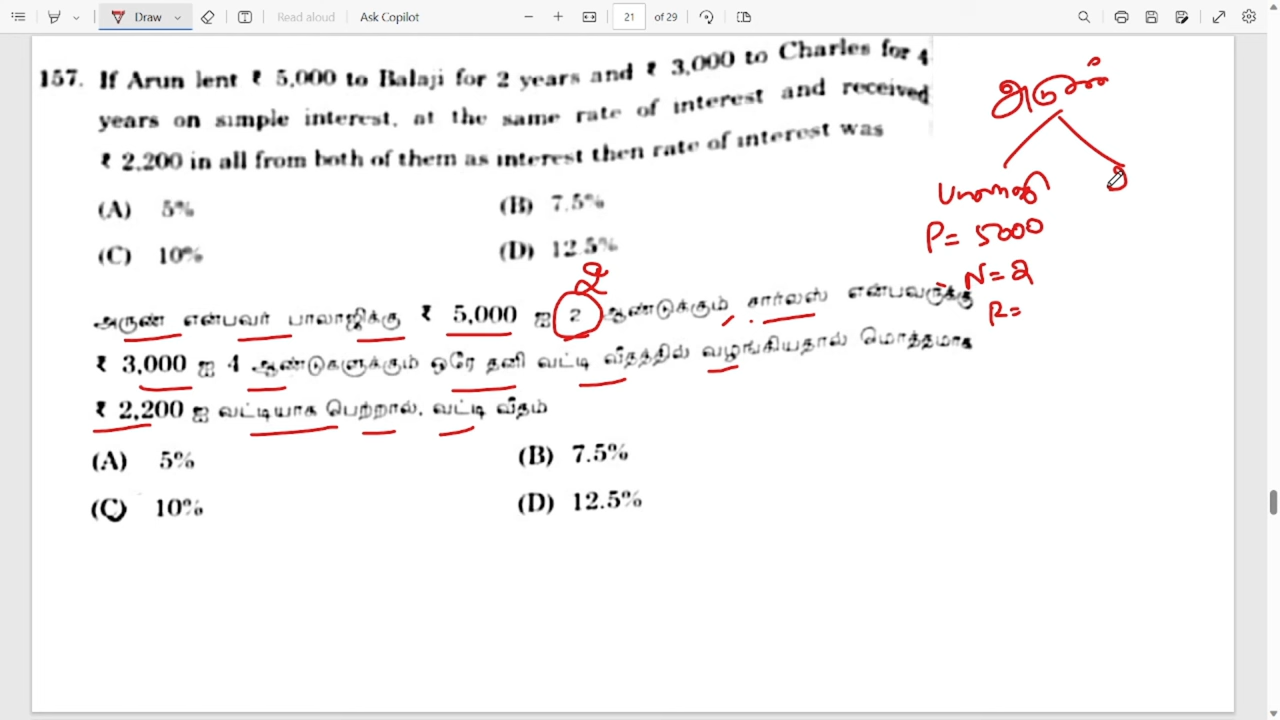 Draw
Read aloud
Ask Copilot
21
of 29
157. If Arun lent ₹ 5,000 to Balaji for 2 years and ₹ 3,000 to Charles for 4
years on simple interest, at the same rate of interest and received
₹ 2,200 in all from both of them as interest then rate of interest was
(A) 5%
(B) 7.5%
(C) 10%
(D) 12.5%
2
அருண் என்பவர் பாலாஜிக்கு ₹ 5,000 ஐ 2 ஆண்டுக்கும் சார்லஸ் என்பவருக்கு
₹ 3,000 ஐ 4 ஆண்டுகளுக்கும் ஒரே தனி வட்டி வீதத்தில் வழங்கியதால் மொத்தமாக
₹ 2,200 ஐ வட்டியாக பெற்றால், வட்டி வீதம்
(A) 5%
(B) 7.5%
(C) 10%
(D) 12.5%
P= 5000
N=2
R=